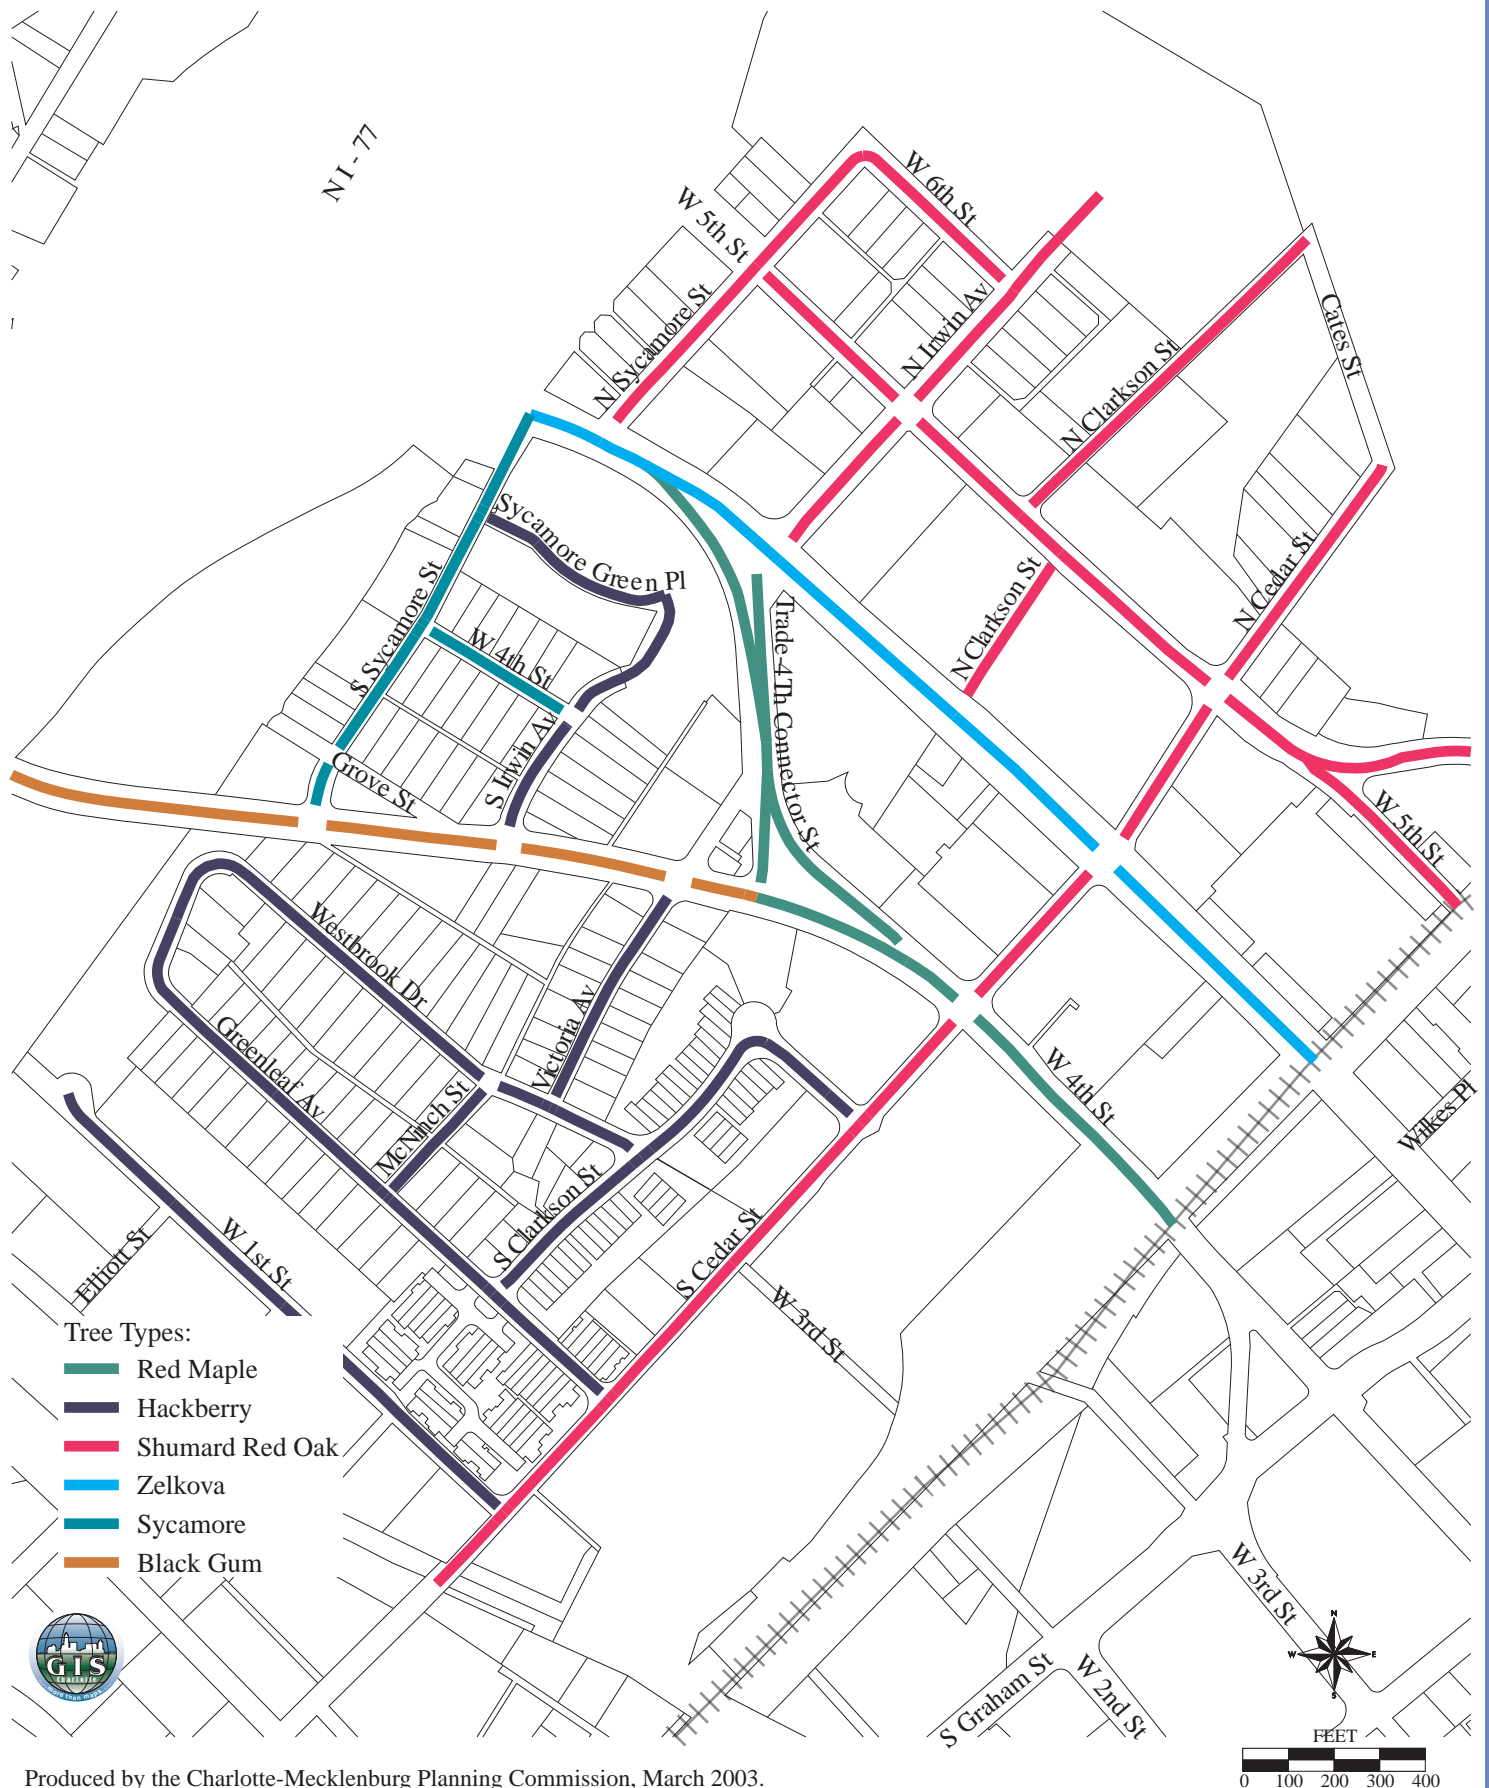 N I - 77
W 6th St
W 5th St
N Sycamore St
N Irwin Av
Cates St
N Clarkson St
Sycamore Green Pl
N Cedar St
N Clarkson St
S Sycamore St
W 4th St
Trade-4Th Connector St
S Irwin Av
Grove St
W 5th St
Westbrook Dr
Victoria Av
Greenleaf Av
McNinch St
W 4th St
Wilkes Pl
S Clarkson St
Elliott St
W 1st St
S Cedar St
W 3rd St
Tree Types:
Red Maple
Hackberry
Shumard Red Oak
Zelkova
Sycamore
Black Gum
W 3rd St
S Graham St
W 2nd St
N
W
E
S
GIS
Charlotte
...more than maps
FEET
0 100 200 300 400
Produced by the Charlotte-Mecklenburg Planning Commission, March 2003.